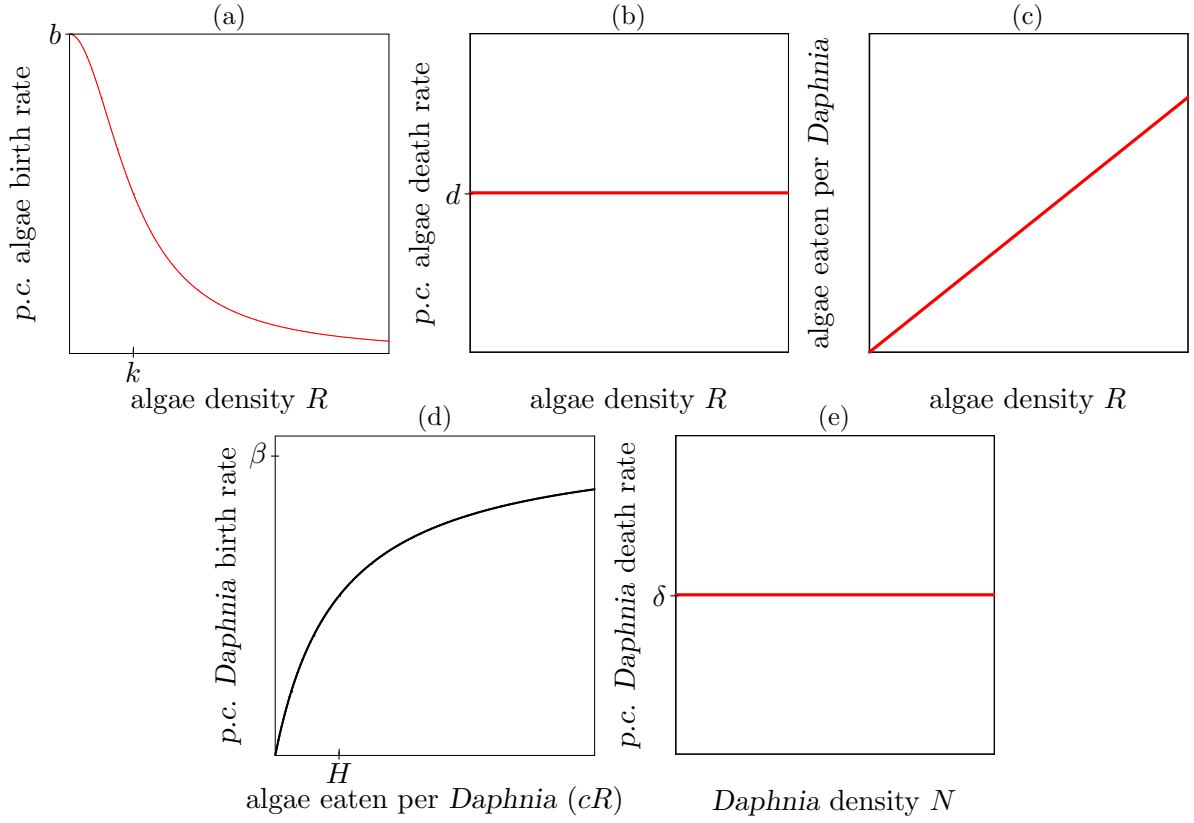 (a)
b
p.c. algae birth rate
k
algae density R
(b)
d
p.c. algae death rate
algae density R
(c)
algae eaten per Daphnia
algae density R
(d)
β
p.c. Daphnia birth rate
H
algae eaten per Daphnia (cR)
(e)
δ
p.c. Daphnia death rate
Daphnia density N